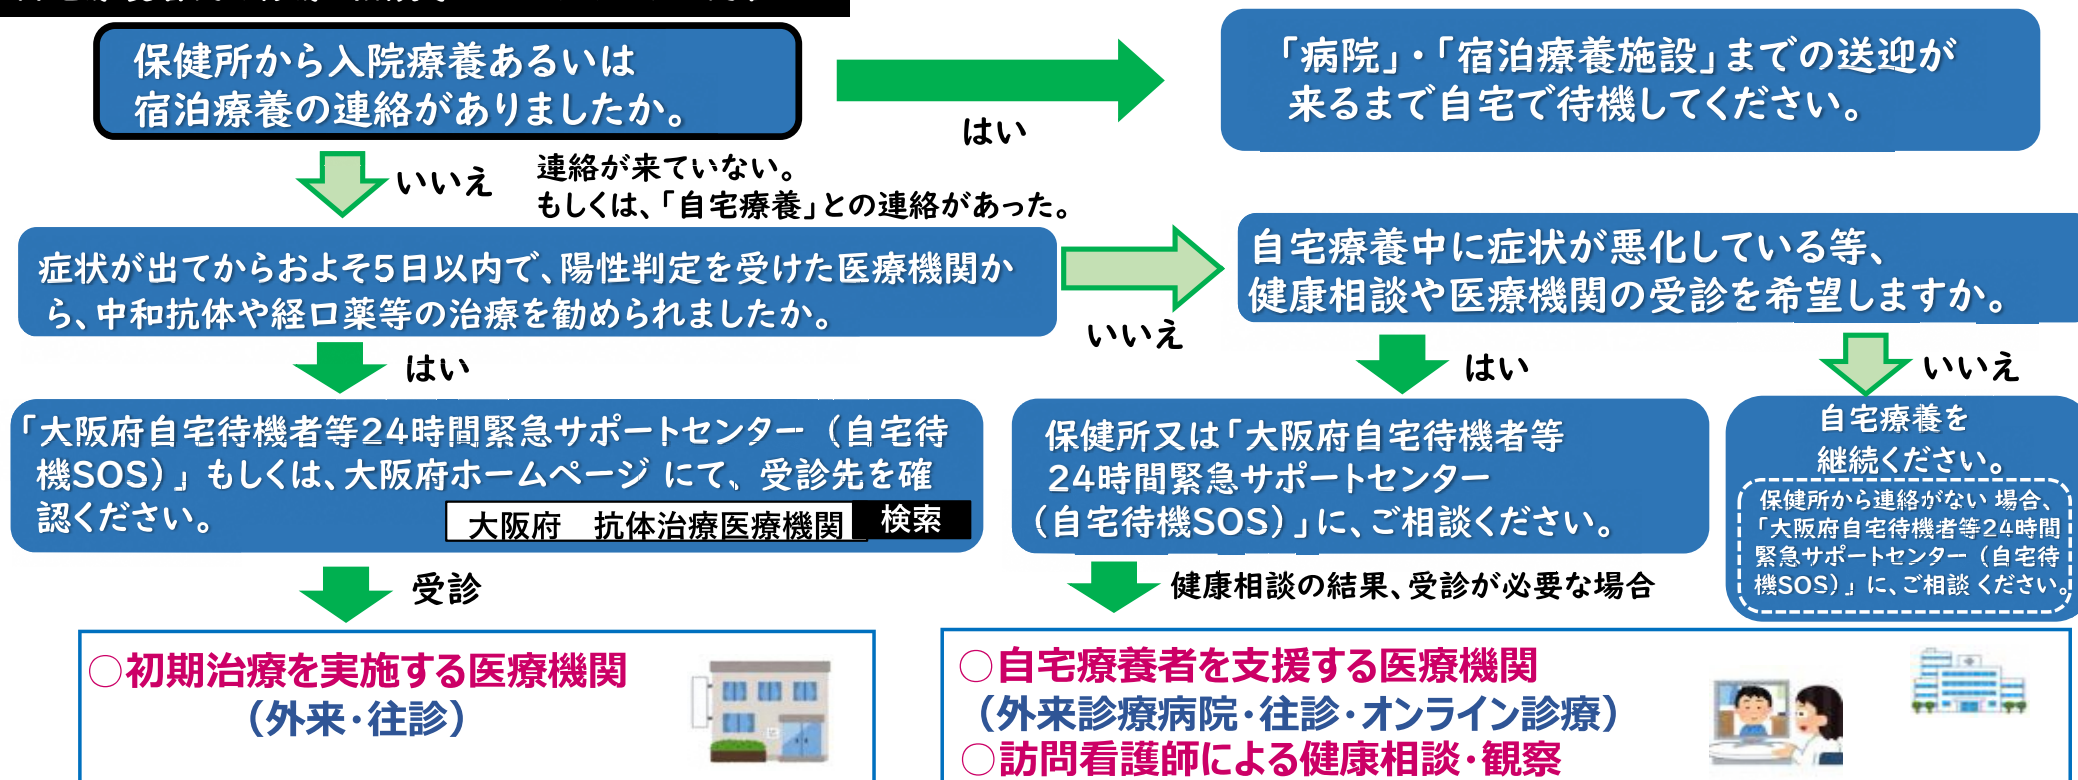 保健所から入院療養あるいは
宿泊療養の連絡がありましたか。
はい
「病院」・「宿泊療養施設」までの送迎が
来るまで自宅で待機してください。
いいえ
連絡が来ていない。
もしくは、「自宅療養」との連絡があった。
症状が出てからおよそ5日以内で、陽性判定を受けた医療機関か
ら、中和抗体や経口薬等の治療を勧められましたか。
いいえ
自宅療養中に症状が悪化している等、
健康相談や医療機関の受診を希望しますか。
はい
はい
いいえ
「大阪府自宅待機者等24時間緊急サポートセンター（自宅待
機SOS）」もしくは、大阪府ホームページ にて、受診先を確
認ください。
大阪府　抗体治療医療機関 検索
保健所又は「大阪府自宅待機者等
24時間緊急サポートセンター
（自宅待機SOS）」に、ご相談ください。
自宅療養を
継続ください。
保健所から連絡がない 場合、
「大阪府自宅待機者等24時間
緊急サポートセンター（自宅待
機SOS）」に、ご相談 ください。
受診
健康相談の結果、受診が必要な場合
○初期治療を実施する医療機関
（外来・往診）
○自宅療養者を支援する医療機関
（外来診療病院・往診・オンライン診療）
○訪問看護師による健康相談・観察